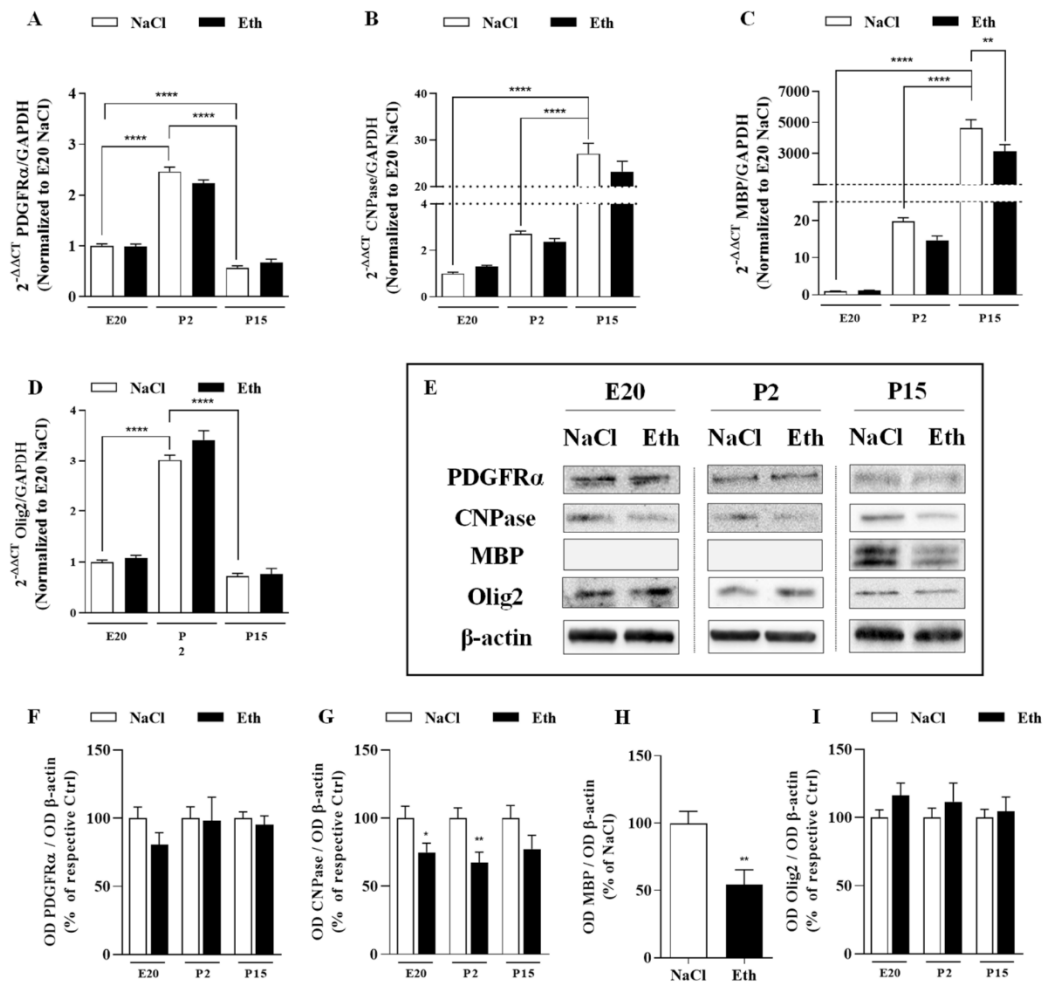 A NaCl Eth
2-ΔΔCT PDGFRα/GAPDH
(Normalized to E20 NaCl)
4
3
2
1
0
****
****
****
E20 P2 P15
B NaCl Eth
2-ΔΔCT CNPase/GAPDH
(Normalized to E20 NaCl)
60
50
40
30
20
4
2
0
****
****
E20 P2 P15
C NaCl Eth
2-ΔΔCT MBP/GAPDH
(Normalized to E20 NaCl)
7000
5000
3000
20
10
0
**
****
****
E20 P2 P15
D NaCl Eth
2-ΔΔCT Olig2/GAPDH
(Normalized to E20 NaCl)
4
3
2
1
0
****
****
E20 P P15
2
E E20 P2 P15
NaCl Eth NaCl Eth NaCl Eth
PDGFRα
CNPase
MBP
Olig2
β-actin
F NaCl Eth
OD PDGFRα / OD β-actin
(% of respective Ctrl)
150
100
50
0
E20 P2 P15
G NaCl Eth
OD CNPase / OD β-actin
(% of respective Ctrl)
150
100
50
0
*
**
E20 P2 P15
H
OD MBP / OD β-actin
(% of NaCl)
150
100
50
0
**
NaCl Eth
I NaCl Eth
OD Olig2 / OD β-actin
(% of respective Ctrl)
150
100
50
0
E20 P2 P15